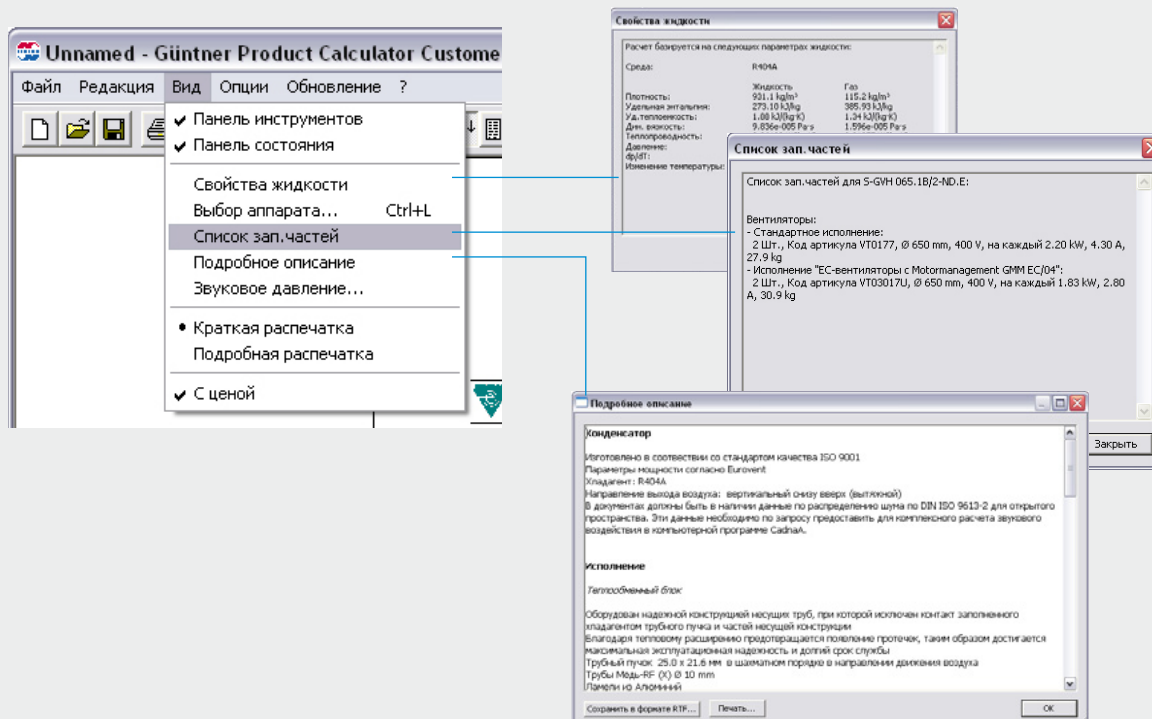 Unnamed - Güntner Product Calculator Custome
Файл Редакция Вид Опции Обновление ?
Панель инструментов
Панель состояния
Свойства жидкости
Выбор аппарата... Ctrl+L
Список зап.частей
Подробное описание
Звуковое давление...
Краткая распечатка
Подробная распечатка
С ценой
Свойства жидкости
Расчет базируется на следующих параметрах жидкости:
Среда: R404A
Жидкость Газ
Плотность: 931.1 kg/m³ 115.2 kg/m³
Удельная энтальпия: 273.10 kJ/kg 385.93 kJ/kg
Уд.теплоемкость: 1.80 kJ/(kg·K) 1.34 kJ/(kg·K)
Дин. вязкость: 9.836e-005 Pa·s 1.596e-005 Pa·s
Теплопроводность:
Давление:
dp/dT:
Изменение температуры:
Список зап.частей
Список зап.частей для S-GVH 065.1B/2-ND.E:
Вентиляторы:
- Стандартное исполнение:
2 Шт., Код артикула VT0177, Ø 650 mm, 400 V, на каждый 2.20 kW, 4.30 A,
27.9 kg
- Исполнение "EC-вентиляторы с Motormanagement GMM EC/04":
2 Шт., Код артикула VT03017U, Ø 650 mm, 400 V, на каждый 1.83 kW, 2.80
A, 30.9 kg
Закрыть
Подробное описание
Конденсатор
Изготовлено в соотвествии со стандартом качества ISO 9001
Параметры мощности согласно Eurovent
Хладагент: R404A
Направление выхода воздуха: вертикальный снизу вверх (вытяжной)
В документах должны быть в наличии данные по распределению шума по DIN ISO 9613-2 для открытого
пространства. Эти данные необходимо по запросу предоставить для комплексного расчета звукового
воздействия в компьютерной программе CadnaA.
Исполнение
Теплообменный блок
Оборудован надежной конструкцией несущих труб, при которой исключен контакт заполненного
хладагентом трубного пучка и частей несущей конструкции
Благодаря тепловому расширению предотвращается появление протечек, таким образом достигается
максимальная эксплуатационная надежность и долгий срок службы
Трубный пучок 25.0 x 21.6 мм в шахматном порядке в направлении движения воздуха
Трубы Медь-RF (X) Ø 10 mm
Ламели из Алюминий
Сохранить в формате RTF... Печать... OK